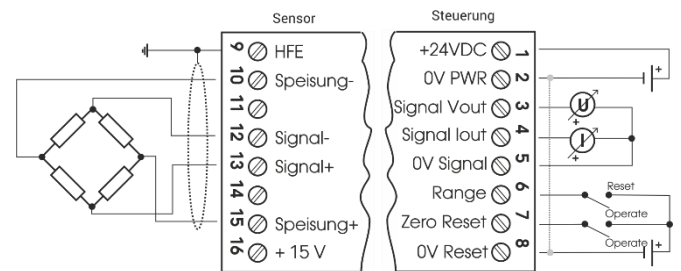 Sensor
Steuerung
9 HFE
10 Speisung-
11
12 Signal-
13 Signal+
14
15 Speisung+
16 + 15 V
+24VDC 1
0V PWR 2
Signal Vout 3
Signal Iout 4
0V Signal 5
Range 6
Zero Reset 7
0V Reset 8
+
U
+
I
+
Reset
Operate
Operate
+